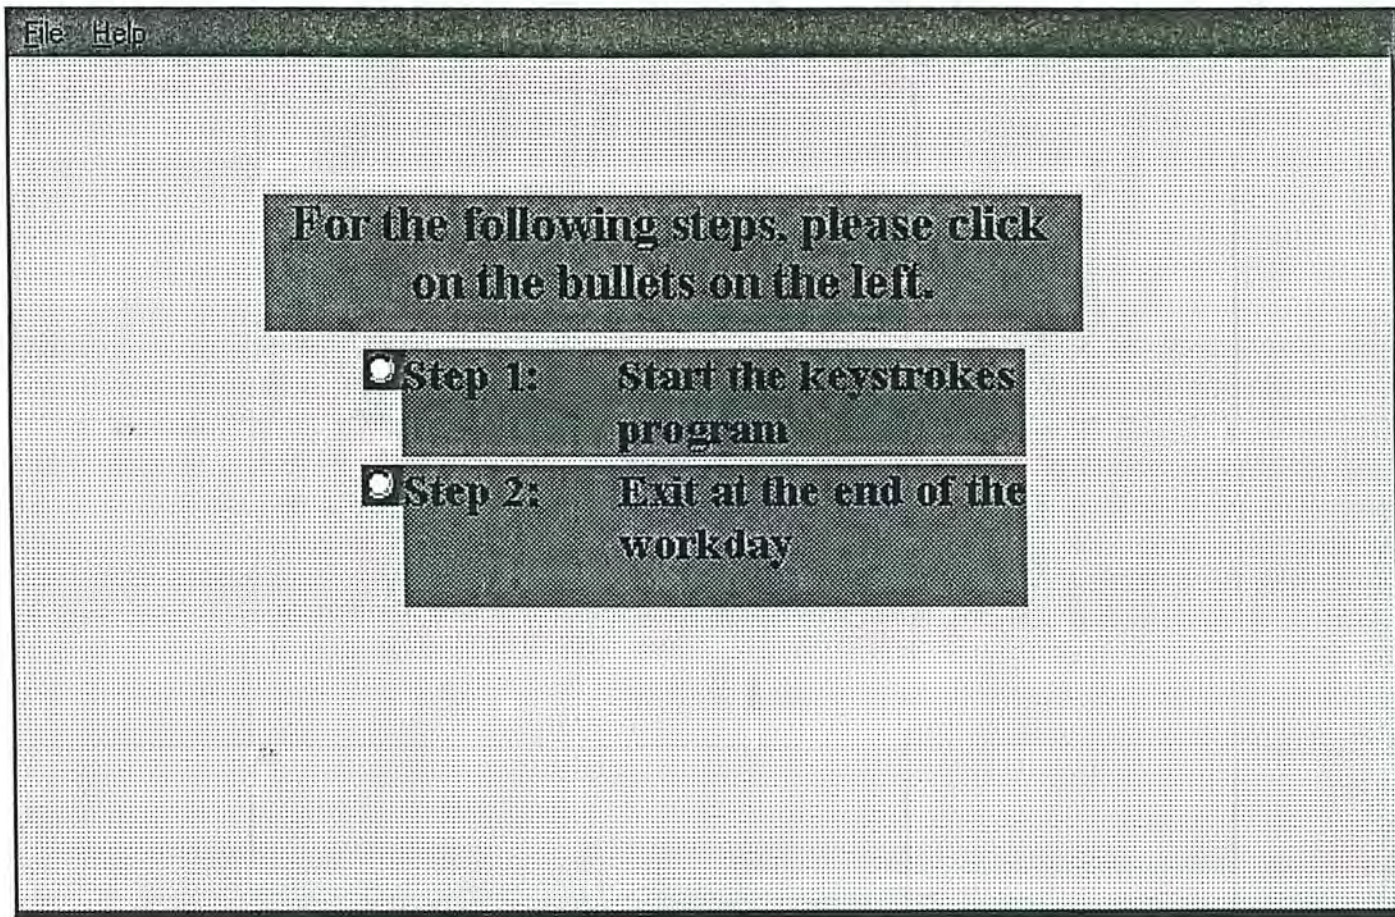 File Help
For the following steps, please click
on the bullets on the left.
Step 1: Start the keystrokes
program
Step 2: Exit at the end of the
workday